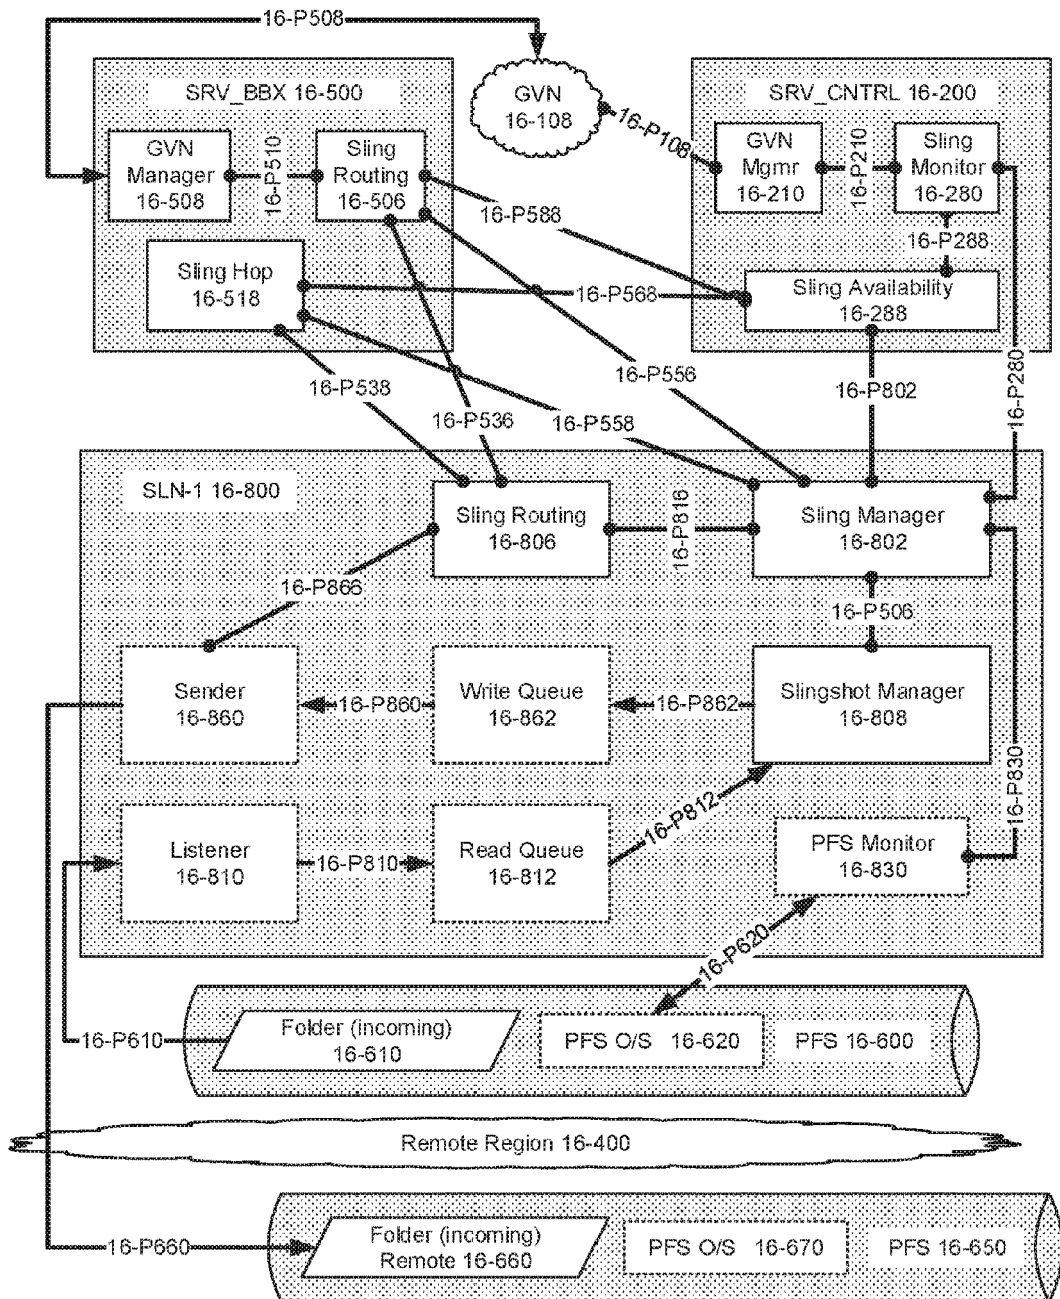 16-P508
SRV_BBX 16-500
GVN
16-108
SRV_CNTRL 16-200
GVN
Manager
16-508
16-P510
Sling
Routing
16-506
16-P108
GVN
Mgmr
16-210
16-P210
Sling
Monitor
16-280
16-P588
16-P288
Sling Hop
16-518
16-P568
Sling Availability
16-288
16-P538
16-P536
16-P558
16-P556
16-P802
16-P280
SLN-1 16-800
Sling Routing
16-806
16-P816
Sling Manager
16-802
16-P866
16-P506
Sender
16-860
16-P860
Write Queue
16-862
16-P862
Slingshot Manager
16-808
16-P830
16-P812
Listener
16-810
16-P810
Read Queue
16-812
PFS Monitor
16-830
16-P620
16-P610
Folder (incoming)
16-610
PFS O/S 16-620
PFS 16-600
Remote Region 16-400
16-P660
Folder (incoming)
Remote 16-660
PFS O/S 16-670
PFS 16-650